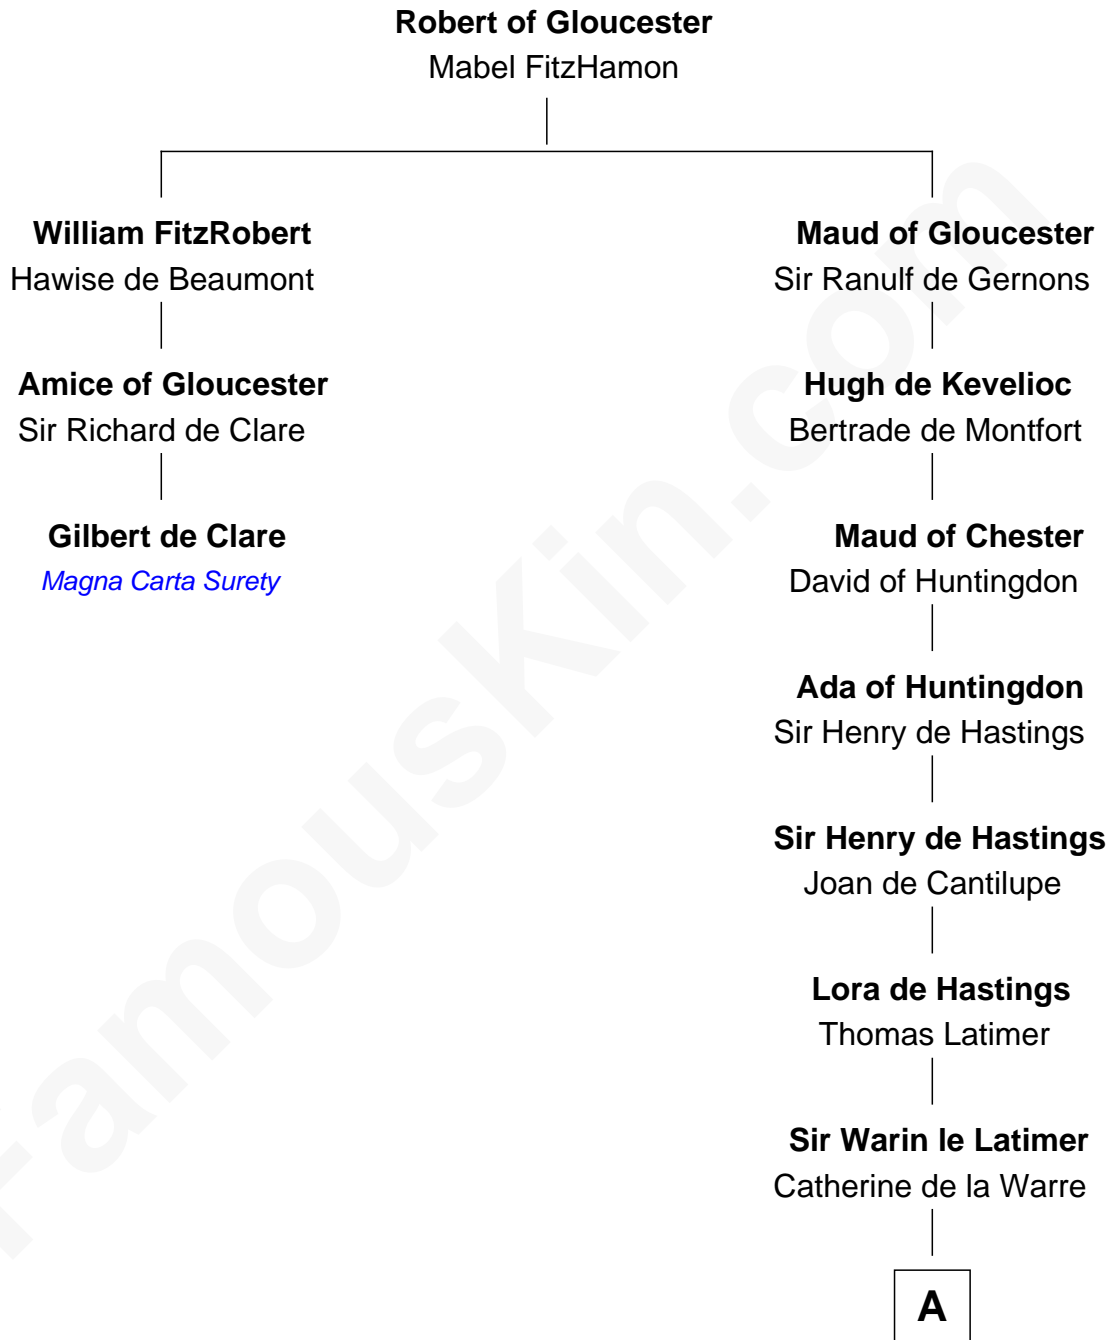 Robert of Gloucester
Mabel FitzHamon
William FitzRobert
Hawise de Beaumont
Amice of Gloucester
Sir Richard de Clare
Gilbert de Clare
Magna Carta Surety
Maud of Gloucester
Sir Ranulf de Gernons
Hugh de Kevelioc
Bertrade de Montfort
Maud of Chester
David of Huntingdon
Ada of Huntingdon
Sir Henry de Hastings
Sir Henry de Hastings
Joan de Cantilupe
Lora de Hastings
Thomas Latimer
Sir Warin le Latimer
Catherine de la Warre
A
FamousKin.com